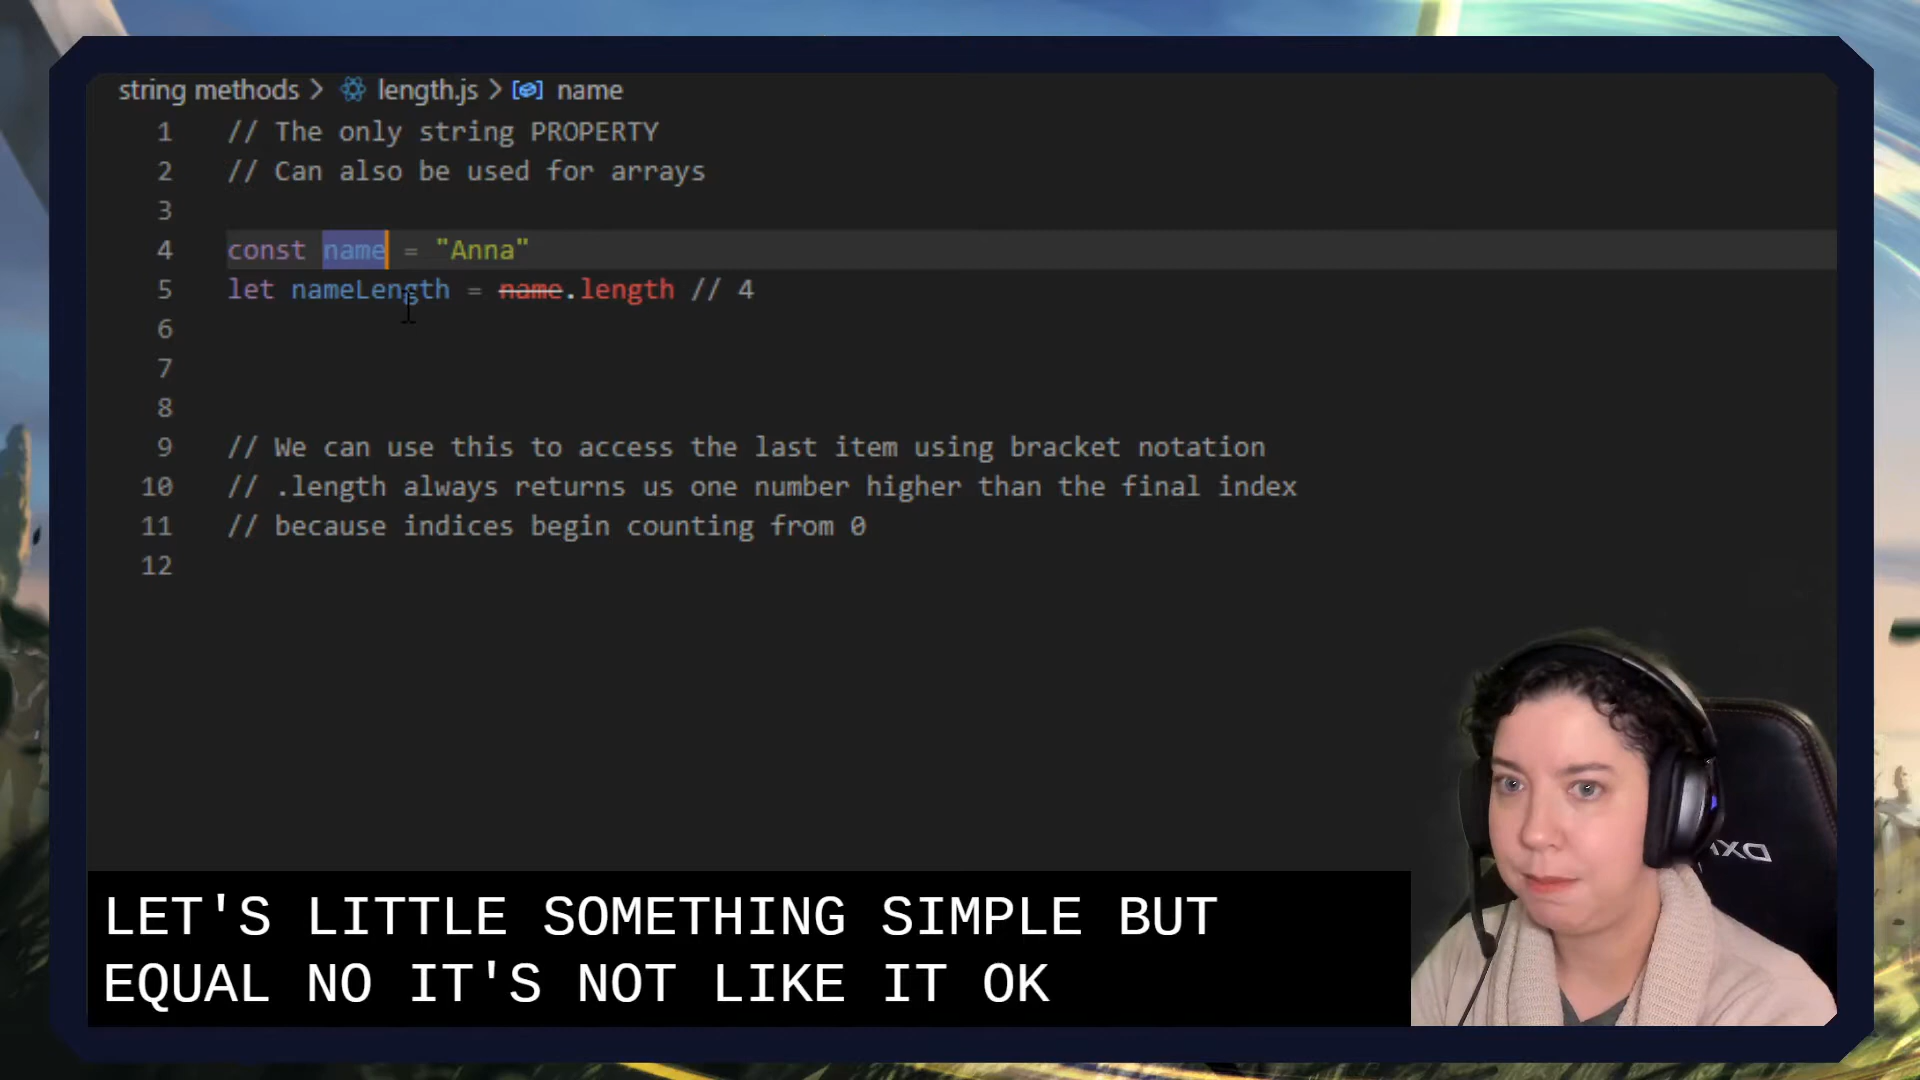 string methods > length.js > name
1 // The only string PROPERTY
2 // Can also be used for arrays
3
4 const name = "Anna"
5 let nameLength = name.length // 4
6
7
8
9 // We can use this to access the last item using bracket notation
10 // .length always returns us one number higher than the final index
11 // because indices begin counting from 0
12
LET'S LITTLE SOMETHING SIMPLE BUT
EQUAL NO IT'S NOT LIKE IT OK